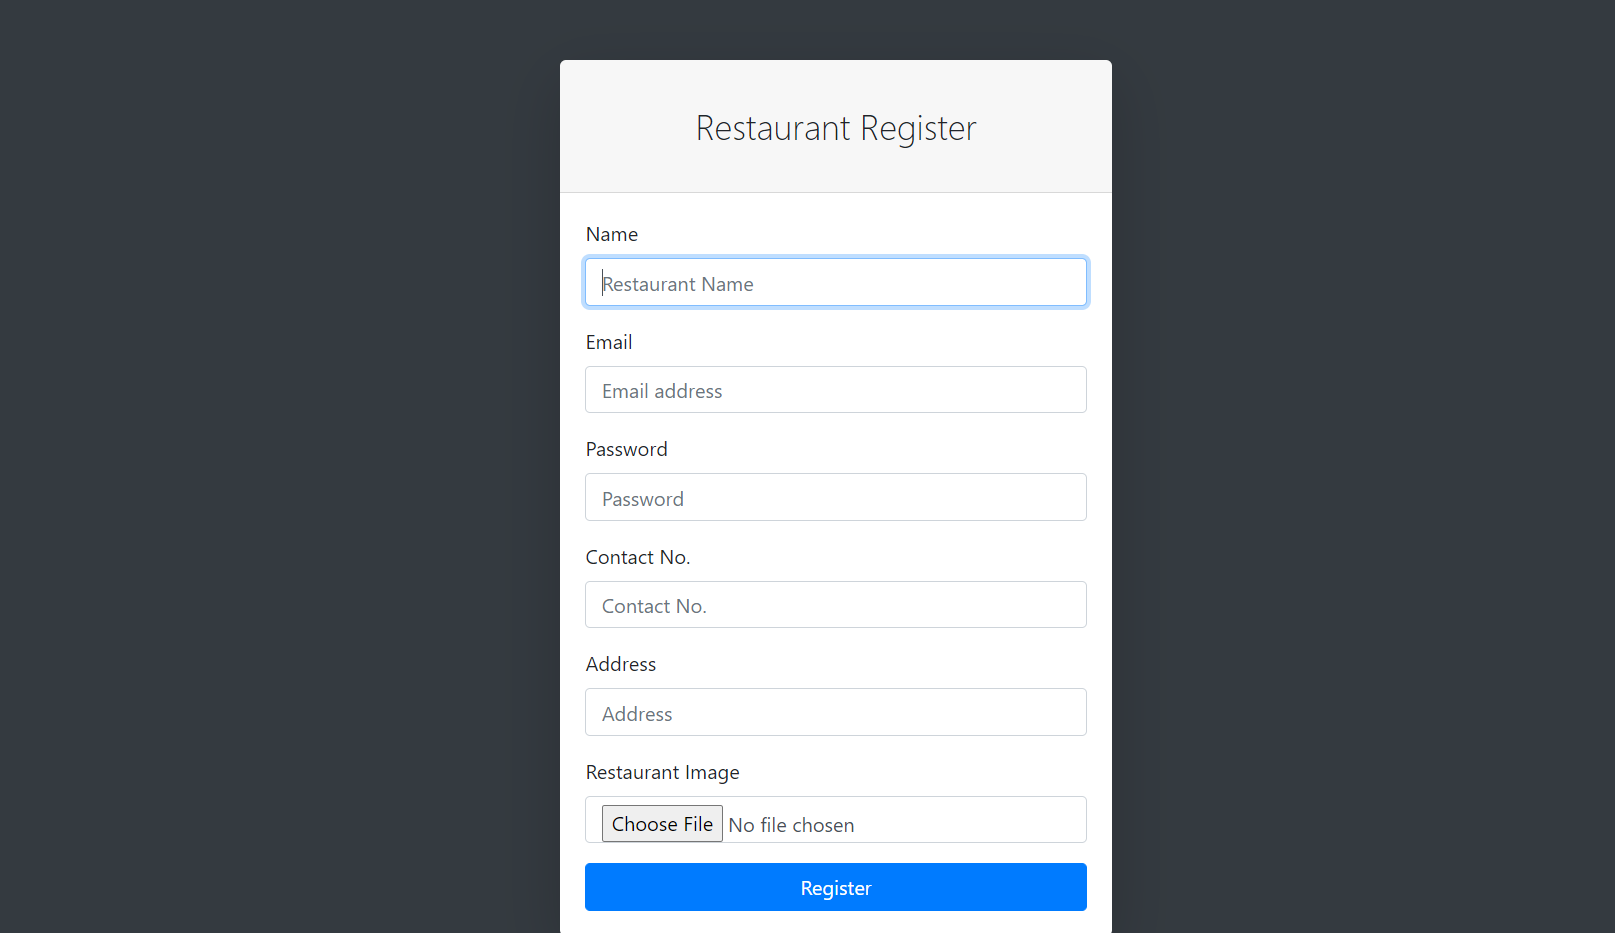 Restaurant Register
Name
Restaurant Name
Email
Email address
Password
Password
Contact No.
Contact No.
Address
Address
Restaurant Image
Choose File No file chosen
Register